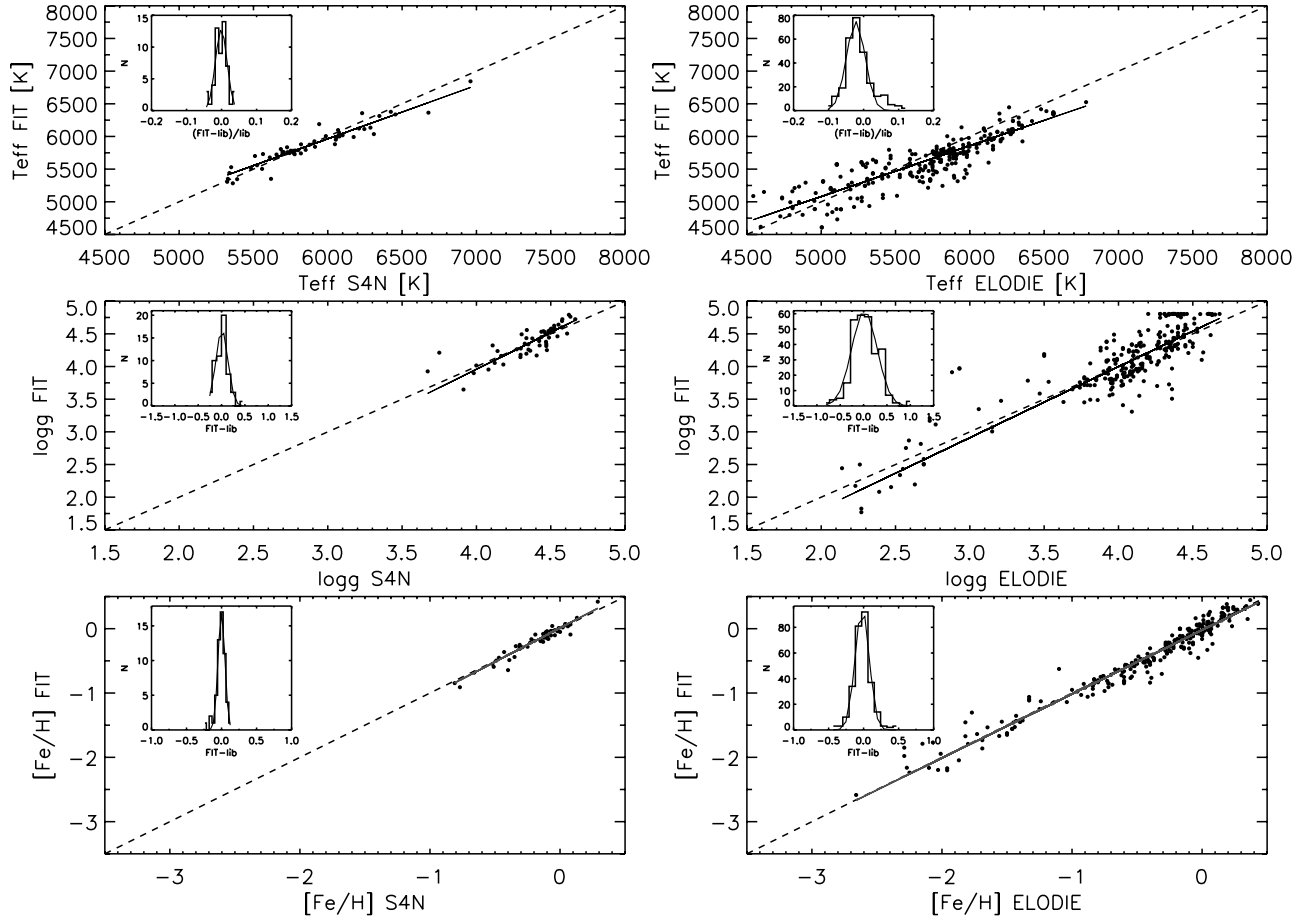 8000
7500
7000
6500
6000
5500
5000
4500
Teff FIT [K]
15
10
5
0
N
-0.2 -0.1 0.0 0.1 0.2
(FIT-lib)/lib
4500 5000 5500 6000 6500 7000 7500 8000
Teff S4N [K]
8000
7500
7000
6500
6000
5500
5000
4500
Teff FIT [K]
80
60
40
20
0
N
-0.2 -0.1 0.0 0.1 0.2
(FIT-lib)/lib
4500 5000 5500 6000 6500 7000 7500 8000
Teff ELODIE [K]
5.0
4.5
4.0
3.5
3.0
2.5
2.0
1.5
logg FIT
20
15
10
5
0
N
-1.5 -1.0 -0.5 0.0 0.5 1.0 1.5
FIT-lib
1.5 2.0 2.5 3.0 3.5 4.0 4.5 5.0
logg S4N
5.0
4.5
4.0
3.5
3.0
2.5
2.0
1.5
logg FIT
60
50
40
30
20
10
0
N
-1.5 -1.0 -0.5 0.0 0.5 1.0 1.5
FIT-lib
1.5 2.0 2.5 3.0 3.5 4.0 4.5 5.0
logg ELODIE
0
-1
-2
-3
[Fe/H] FIT
15
10
5
0
N
-1.0 -0.5 0.0 0.5 1.0
FIT-lib
-3 -2 -1 0
[Fe/H] S4N
0
-1
-2
-3
[Fe/H] FIT
80
60
40
20
0
N
-1.0 -0.5 0.0 0.5 1.0
FIT-lib
-3 -2 -1 0
[Fe/H] ELODIE